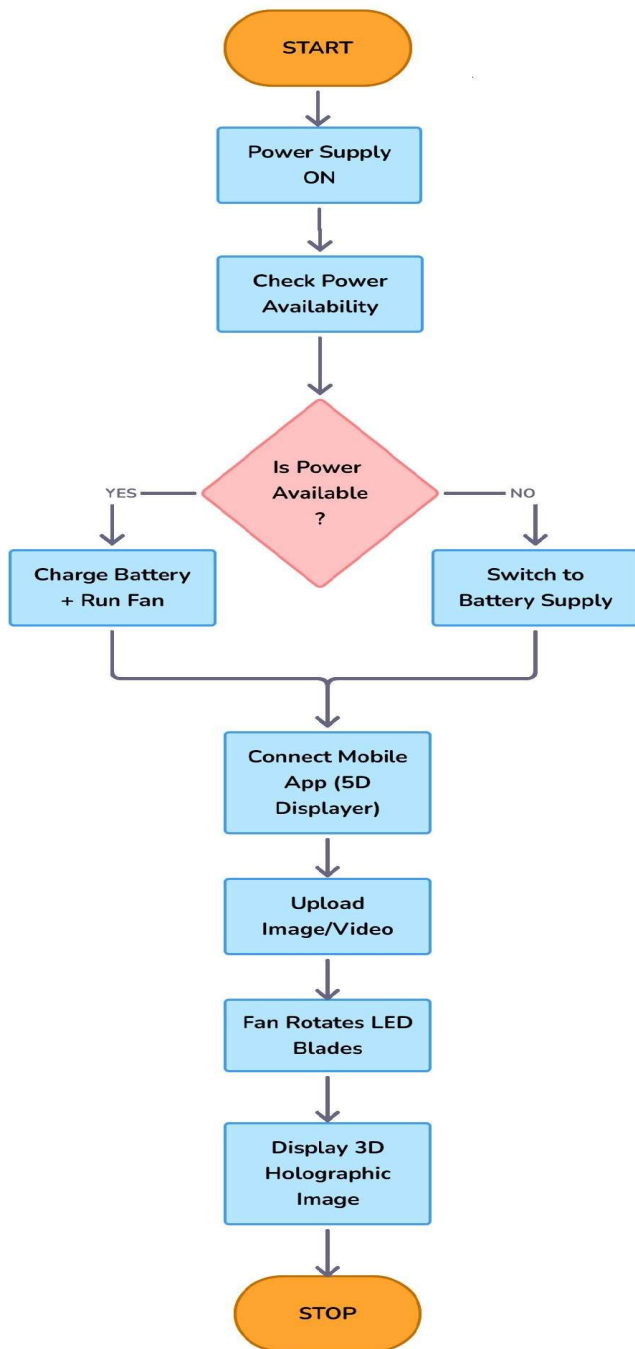 START
Power Supply
ON
Check Power
Availability
Is Power
Available
?
YES
NO
Charge Battery
+ Run Fan
Switch to
Battery Supply
Connect Mobile
App (5D
Displayer)
Upload
Image/Video
Fan Rotates LED
Blades
Display 3D
Holographic
Image
STOP